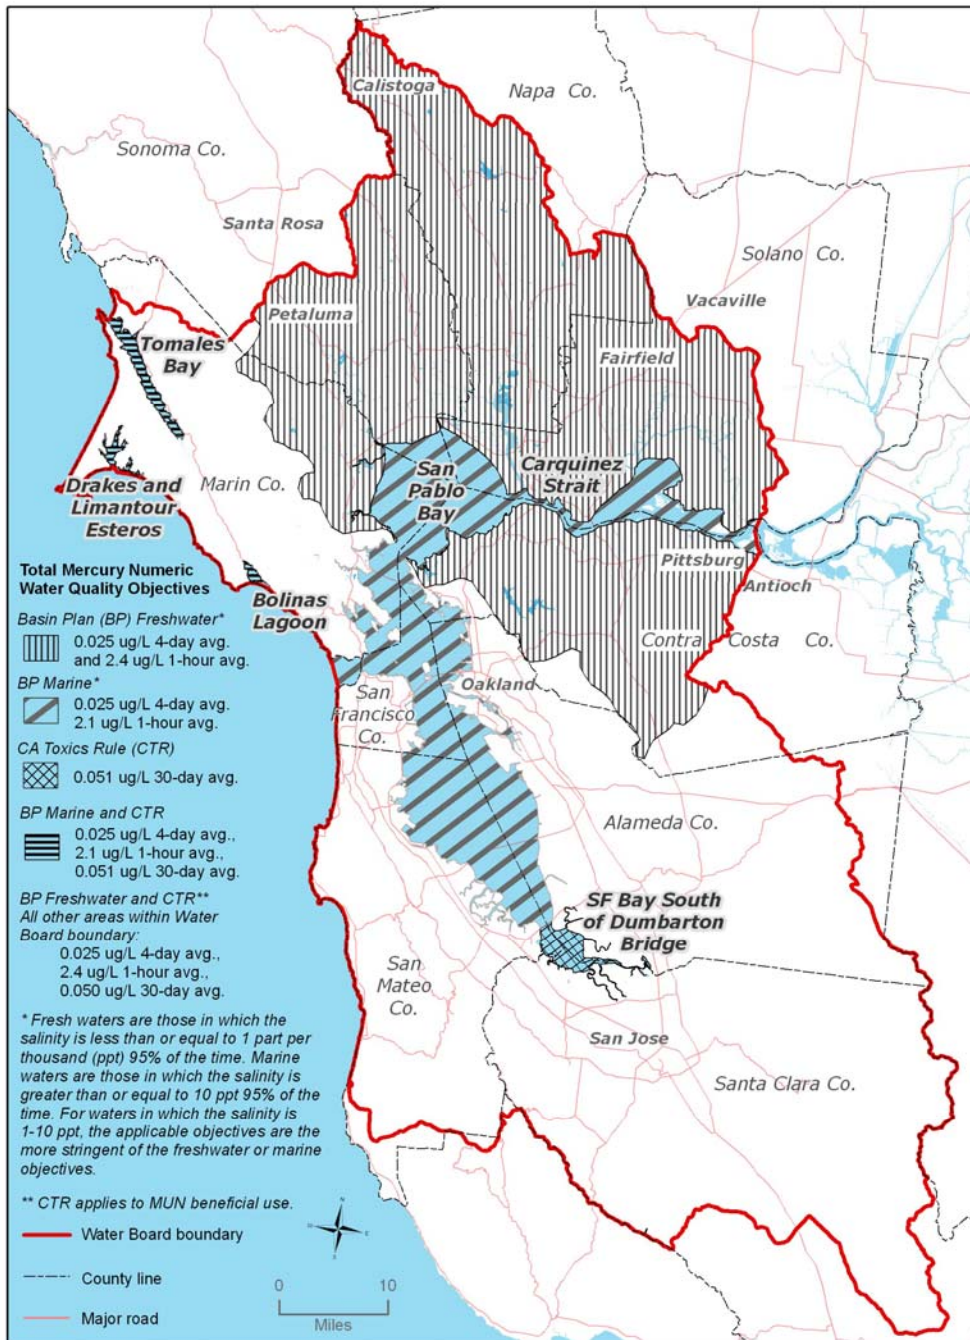 Calistoga
Napa Co.
Sonoma Co.
Santa Rosa
Solano Co.
Vacaville
Petaluma
Tomales
Bay
Fairfield
San
Pablo
Bay
Carquinez
Strait
Drakes and
Limantour
Esteros
Marin Co.
Pittsburg
Antioch
Bolinas
Lagoon
Contra Costa Co.
Oakland
San
Francisco
Co.
Alameda Co.
SF Bay South
of Dumbarton
Bridge
San
Mateo
Co.
San Jose
Santa Clara Co.
Total Mercury Numeric
Water Quality Objectives
Basin Plan (BP) Freshwater*
0.025 ug/L 4-day avg.
and 2.4 ug/L 1-hour avg.
BP Marine*
0.025 ug/L 4-day avg.
2.1 ug/L 1-hour avg.
CA Toxics Rule (CTR)
0.051 ug/L 30-day avg.
BP Marine and CTR
0.025 ug/L 4-day avg.,
2.1 ug/L 1-hour avg.,
0.051 ug/L 30-day avg.
BP Freshwater and CTR**
All other areas within Water
Board boundary:
0.025 ug/L 4-day avg.,
2.4 ug/L 1-hour avg.,
0.050 ug/L 30-day avg.
* Fresh waters are those in which the
salinity is less than or equal to 1 part per
thousand (ppt) 95% of the time. Marine
waters are those in which the salinity is
greater than or equal to 10 ppt 95% of the
time. For waters in which the salinity is
1-10 ppt, the applicable objectives are the
more stringent of the freshwater or marine
objectives.
** CTR applies to MUN beneficial use.
Water Board boundary
County line
Major road
N
E
S
0 10
Miles